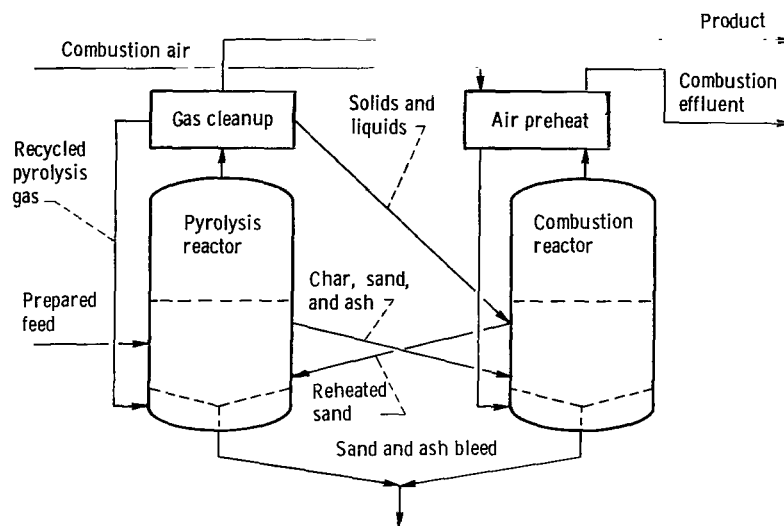 Product
Combustion air
Combustion
effluent
Solids and
liquids
Gas cleanup
Air preheat
Recycled
pyrolysis
gas
Pyrolysis
reactor
Combustion
reactor
Char, sand,
and ash
Prepared
feed
Reheated
sand
Sand and ash bleed